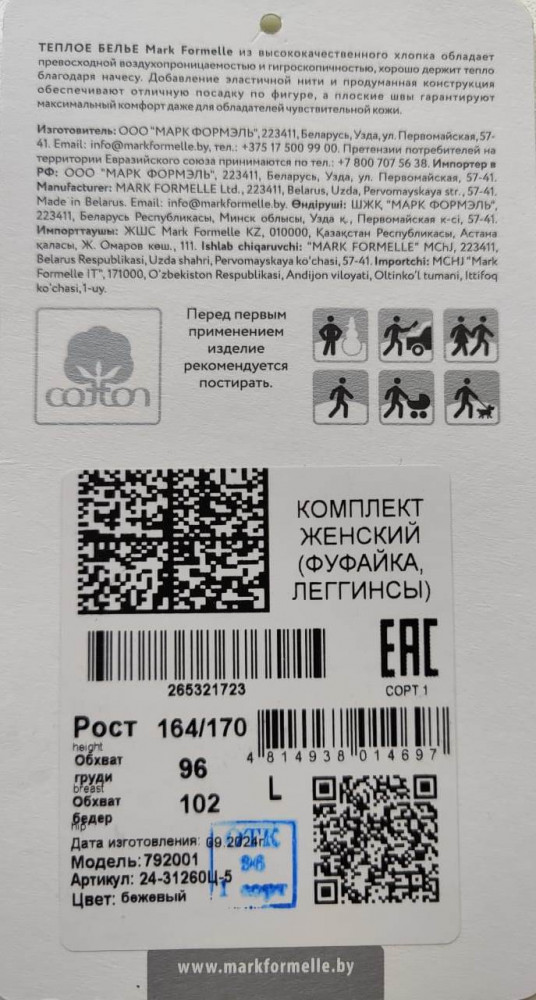 ТЕПЛОЕ БЕЛЬЕ Mark Formelle из высококачественного хлопка обладает
превосходной воздухопроницаемостью и гигроскопичностью, хорошо держит тепло
благодаря начесу. Добавление эластичной нити и продуманная конструкция
обеспечивают отличную посадку по фигуре, а плоские швы гарантируют
максимальный комфорт даже для обладателей чувствительной кожи.
Изготовитель: ООО "МАРК ФОРМЭЛЬ", 223411, Беларусь, Узда, ул. Первомайская, 57-
41. Email: info@markformelle.by, тел.: +375 17 500 99 00. Претензии потребителей на
территории Евразийского союза принимаются по тел.: +7 800 707 56 38. Импортер в
РФ: ООО "МАРК ФОРМЭЛЬ", 223411, Беларусь, Узда, ул. Первомайская, 57-41.
Manufacturer: MARK FORMELLE Ltd., 223411, Belarus, Uzda, Pervomayskaya str., 57-41.
Made in Belarus. Email: info@markformelle.by. Өндіруші: ШЖҚ "МАРК ФОРМЭЛЬ",
223411, Беларусь Республикасы, Минск облысы, Узда қ., Первомайская к-сі, 57-41.
Импорттаушы: ЖШС Mark Formelle KZ, 010000, Қазақстан Республикасы, Астана
қаласы, Ж. Омаров көш., 111. Ishlab chiqaruvchi: "MARK FORMELLE" MChJ, 223411,
Belarus Respublikasi, Uzda shahri, Pervomayskaya ko'chasi, 57-41. Importchi: MCHJ "Mark
Formelle IT", 171000, O'zbekiston Respublikasi, Andijon viloyati, Oltinko'l tumani, Ittifoq
ko'chasi, 1-uy.
cotton
Перед первым
применением
изделие
рекомендуется
постирать.
КОМПЛЕКТ
ЖЕНСКИЙ
(ФУФАЙКА,
ЛЕГГИНСЫ)
265321723
EAC
СОРТ 1
Рост 164/170
height
Обхват
груди 96
breast
Обхват
бедер 102
hip
4 814938 014697
L
Дата изготовления: 09.2024г.
Модель: 792001
Артикул: 24-31260Ц-5
Цвет: бежевый
ОТК
96
1 сорт
www.markformelle.by